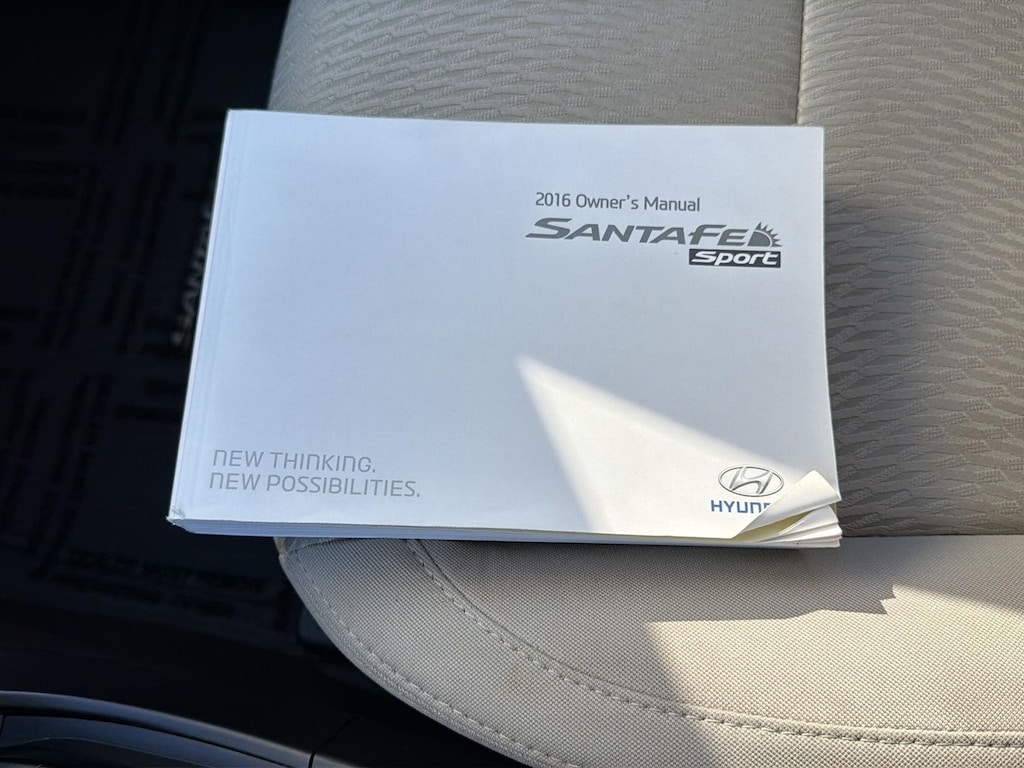 2016 Owner's Manual
SANTA FE
Sport
NEW THINKING.
NEW POSSIBILITIES.